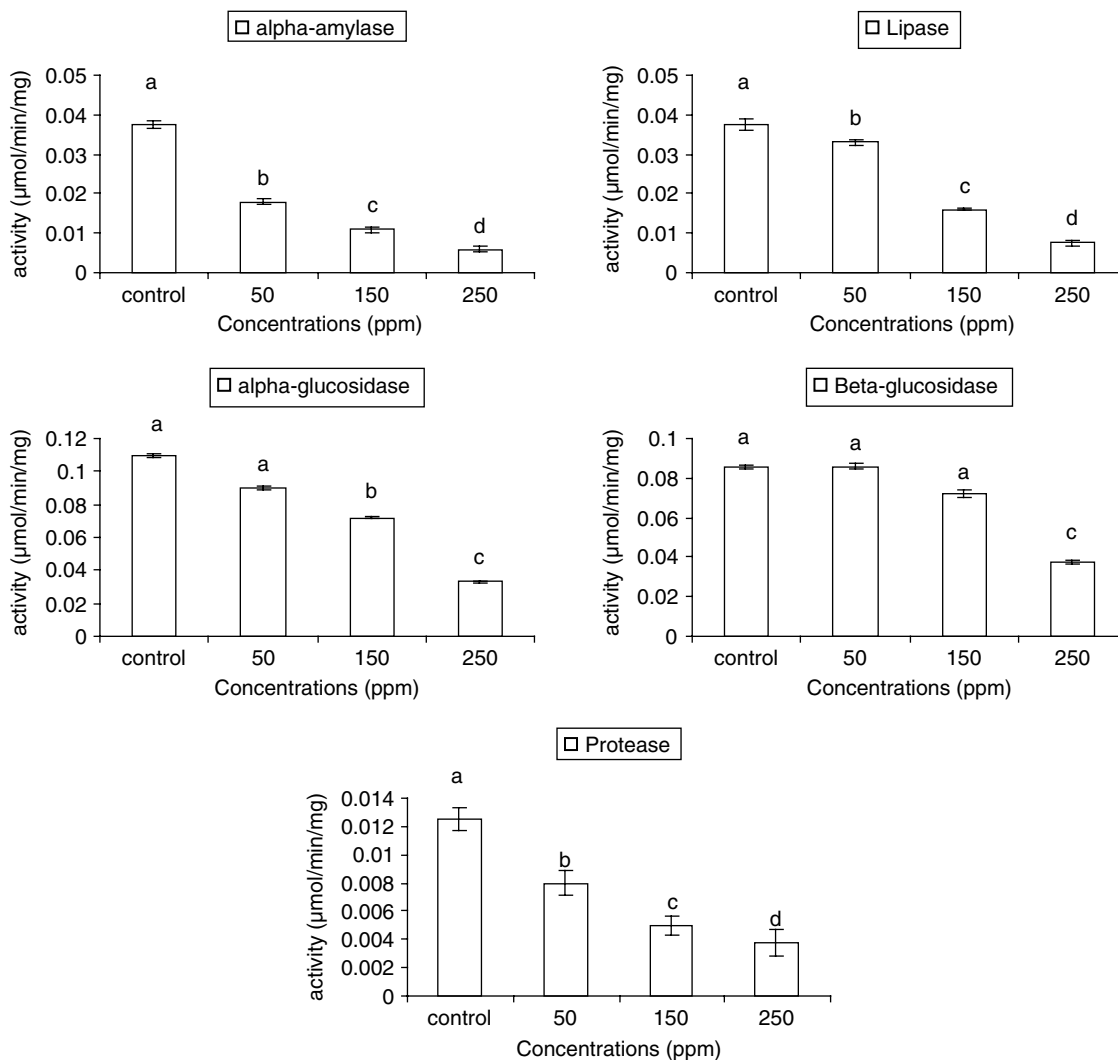 alpha-amylase
activity (μmol/min/mg)
0.05
0.04
0.03
0.02
0.01
0
a
b
c
d
control 50 150 250
Concentrations (ppm)
Lipase
activity (μmol/min/mg)
0.05
0.04
0.03
0.02
0.01
0
a
b
c
d
control 50 150 250
Concentrations (ppm)
alpha-glucosidase
activity (μmol/min/mg)
0.12
0.1
0.08
0.06
0.04
0.02
0
a
a
b
c
control 50 150 250
Concentrations (ppm)
Beta-glucosidase
activity (μmol/min/mg)
0.1
0.08
0.06
0.04
0.02
0
a
a
a
c
control 50 150 250
Concentrations (ppm)
Protease
activity (μmol/min/mg)
0.014
0.012
0.01
0.008
0.006
0.004
0.002
0
a
b
c
d
control 50 150 250
Concentrations (ppm)